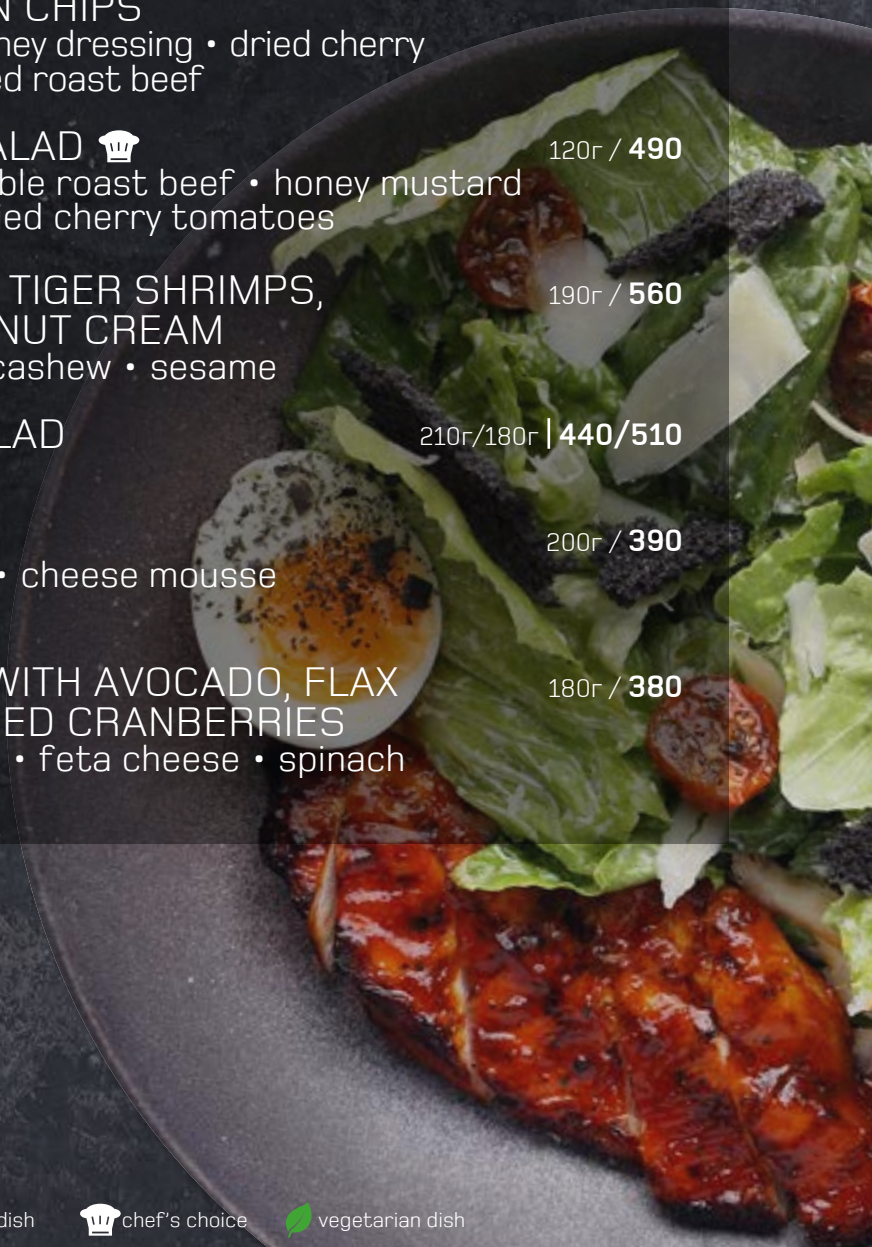 N CHIPS
ney dressing • dried cherry
ed roast beef
ALAD 120г / 490
ble roast beef • honey mustard
ied cherry tomatoes
TIGER SHRIMPS, 190г / 560
NUT CREAM
cashew • sesame
LAD 210г/180г | 440/510
200г / 390
• cheese mousse
WITH AVOCADO, FLAX 180г / 380
ED CRANBERRIES
• feta cheese • spinach
dish chef's choice vegetarian dish